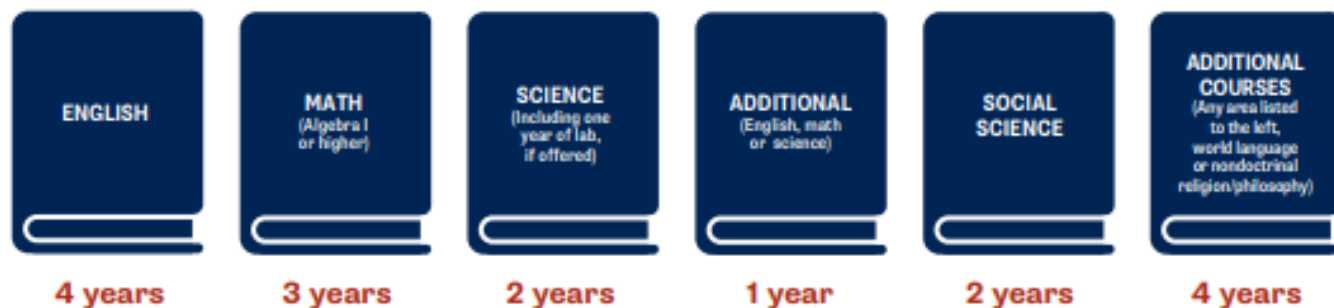 ENGLISH
4 years
MATH
(Algebra I
or higher)
3 years
SCIENCE
(Including one
year of lab,
if offered)
2 years
ADDITIONAL
(English, math
or science)
1 year
SOCIAL
SCIENCE
2 years
ADDITIONAL
COURSES
(Any area listed
to the left,
world language
or nondoctrinal
religion/philosophy)
4 years